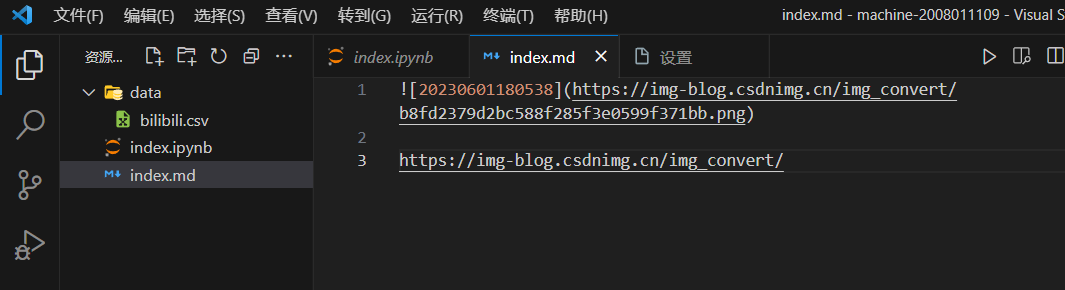 文件(F) 编辑(E) 选择(S) 查看(V) 转到(G) 运行(R) 终端(T) 帮助(H) index.md - machine-2008011109 - Visual S
资源...
index.ipynb index.md 设置
data
bilibili.csv
index.ipynb
index.md
1 ![20230601180538](https://img-blog.csdnimg.cn/img_convert/
b8fd2379d2bc588f285f3e0599f371bb.png)
2
3 https://img-blog.csdnimg.cn/img_convert/